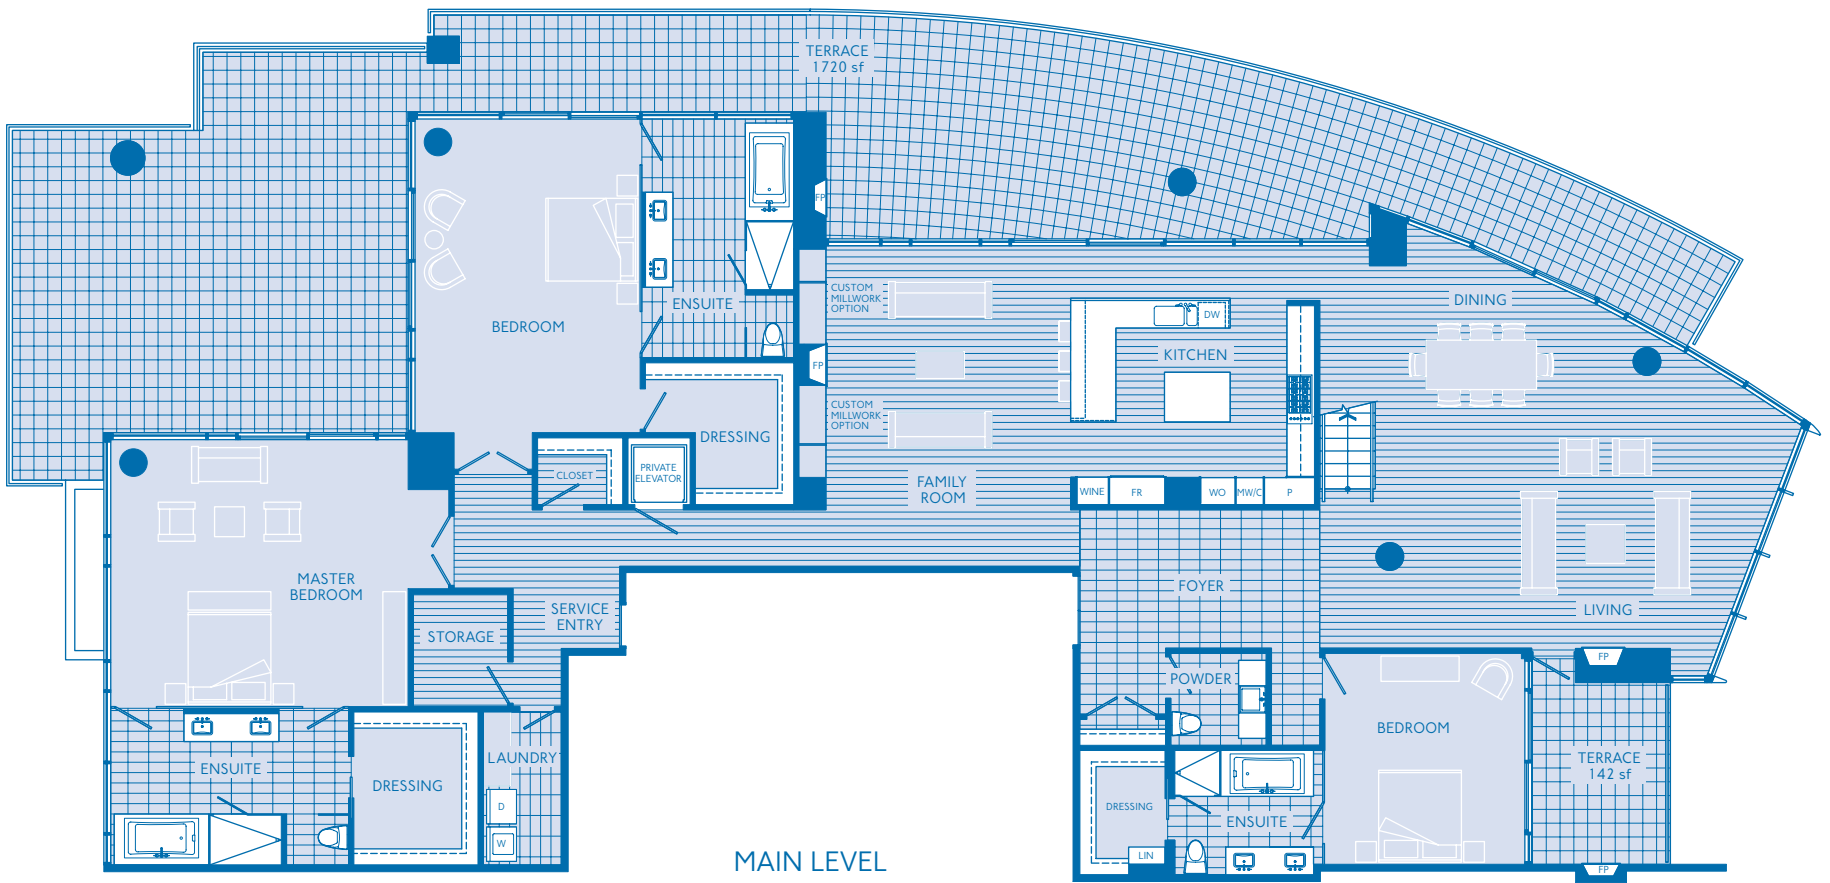 TERRACE
1720 sf
FP
CUSTOM
MILLWORK
OPTION
DINING
ENSUITE
DW
BEDROOM
KITCHEN
FP
CUSTOM
MILLWORK
OPTION
DRESSING
PRIVATE
ELEVATOR
CLOSET
FAMILY
ROOM
WINE
FR
WO
MW/C
P
MASTER
BEDROOM
FOYER
SERVICE
ENTRY
LIVING
STORAGE
FP
POWDER
BEDROOM
LAUNDRY
TERRACE
142 sf
ENSUITE
DRESSING
D
DRESSING
ENSUITE
W
LIN
MAIN LEVEL
FP